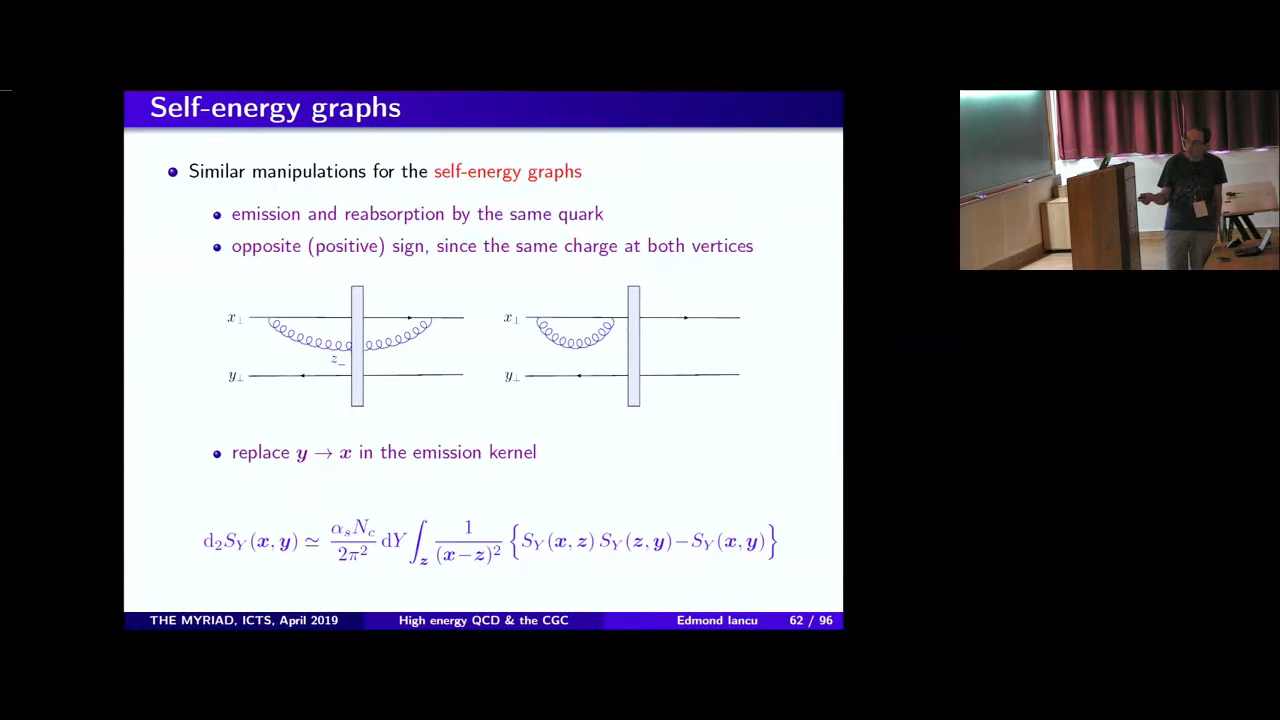 Self-energy graphs
Similar manipulations for the self-energy graphs
emission and reabsorption by the same quark
opposite (positive) sign, since the same charge at both vertices
x⊥ x⊥
z_
y⊥ y⊥
replace y → x in the emission kernel
d₂S_Y(x, y) ≃ α_s N_c / 2π² dY ∫_z 1 / (x−z)² {S_Y(x, z) S_Y(z, y) − S_Y(x, y)}
THE MYRIAD, ICTS, April 2019 High energy QCD & the CGC Edmond Iancu 62 / 96